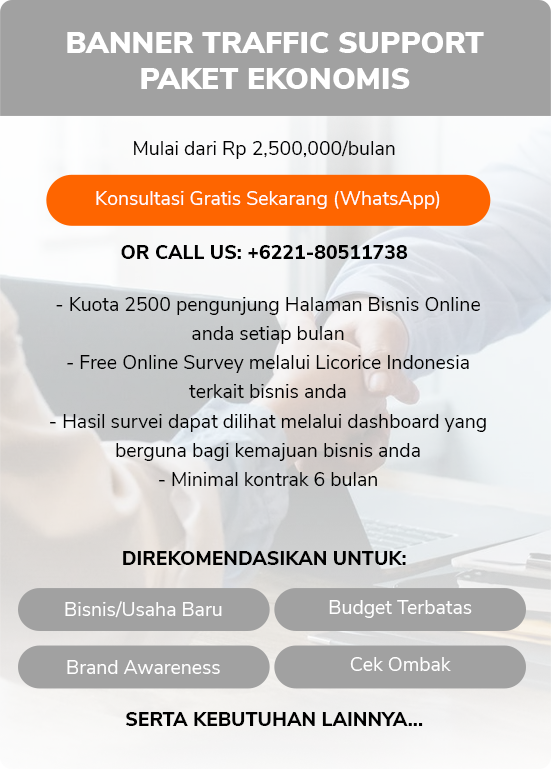 BANNER TRAFFIC SUPPORT
PAKET EKONOMIS
Mulai dari Rp 2,500,000/bulan
Konsultasi Gratis Sekarang (WhatsApp)
OR CALL US: +6221-80511738
- Kuota 2500 pengunjung Halaman Bisnis Online
anda setiap bulan
- Free Online Survey melalui Licorice Indonesia
terkait bisnis anda
- Hasil survei dapat dilihat melalui dashboard yang
berguna bagi kemajuan bisnis anda
- Minimal kontrak 6 bulan
DIREKOMENDASIKAN UNTUK:
Bisnis/Usaha Baru
Budget Terbatas
Brand Awareness
Cek Ombak
SERTA KEBUTUHAN LAINNYA...